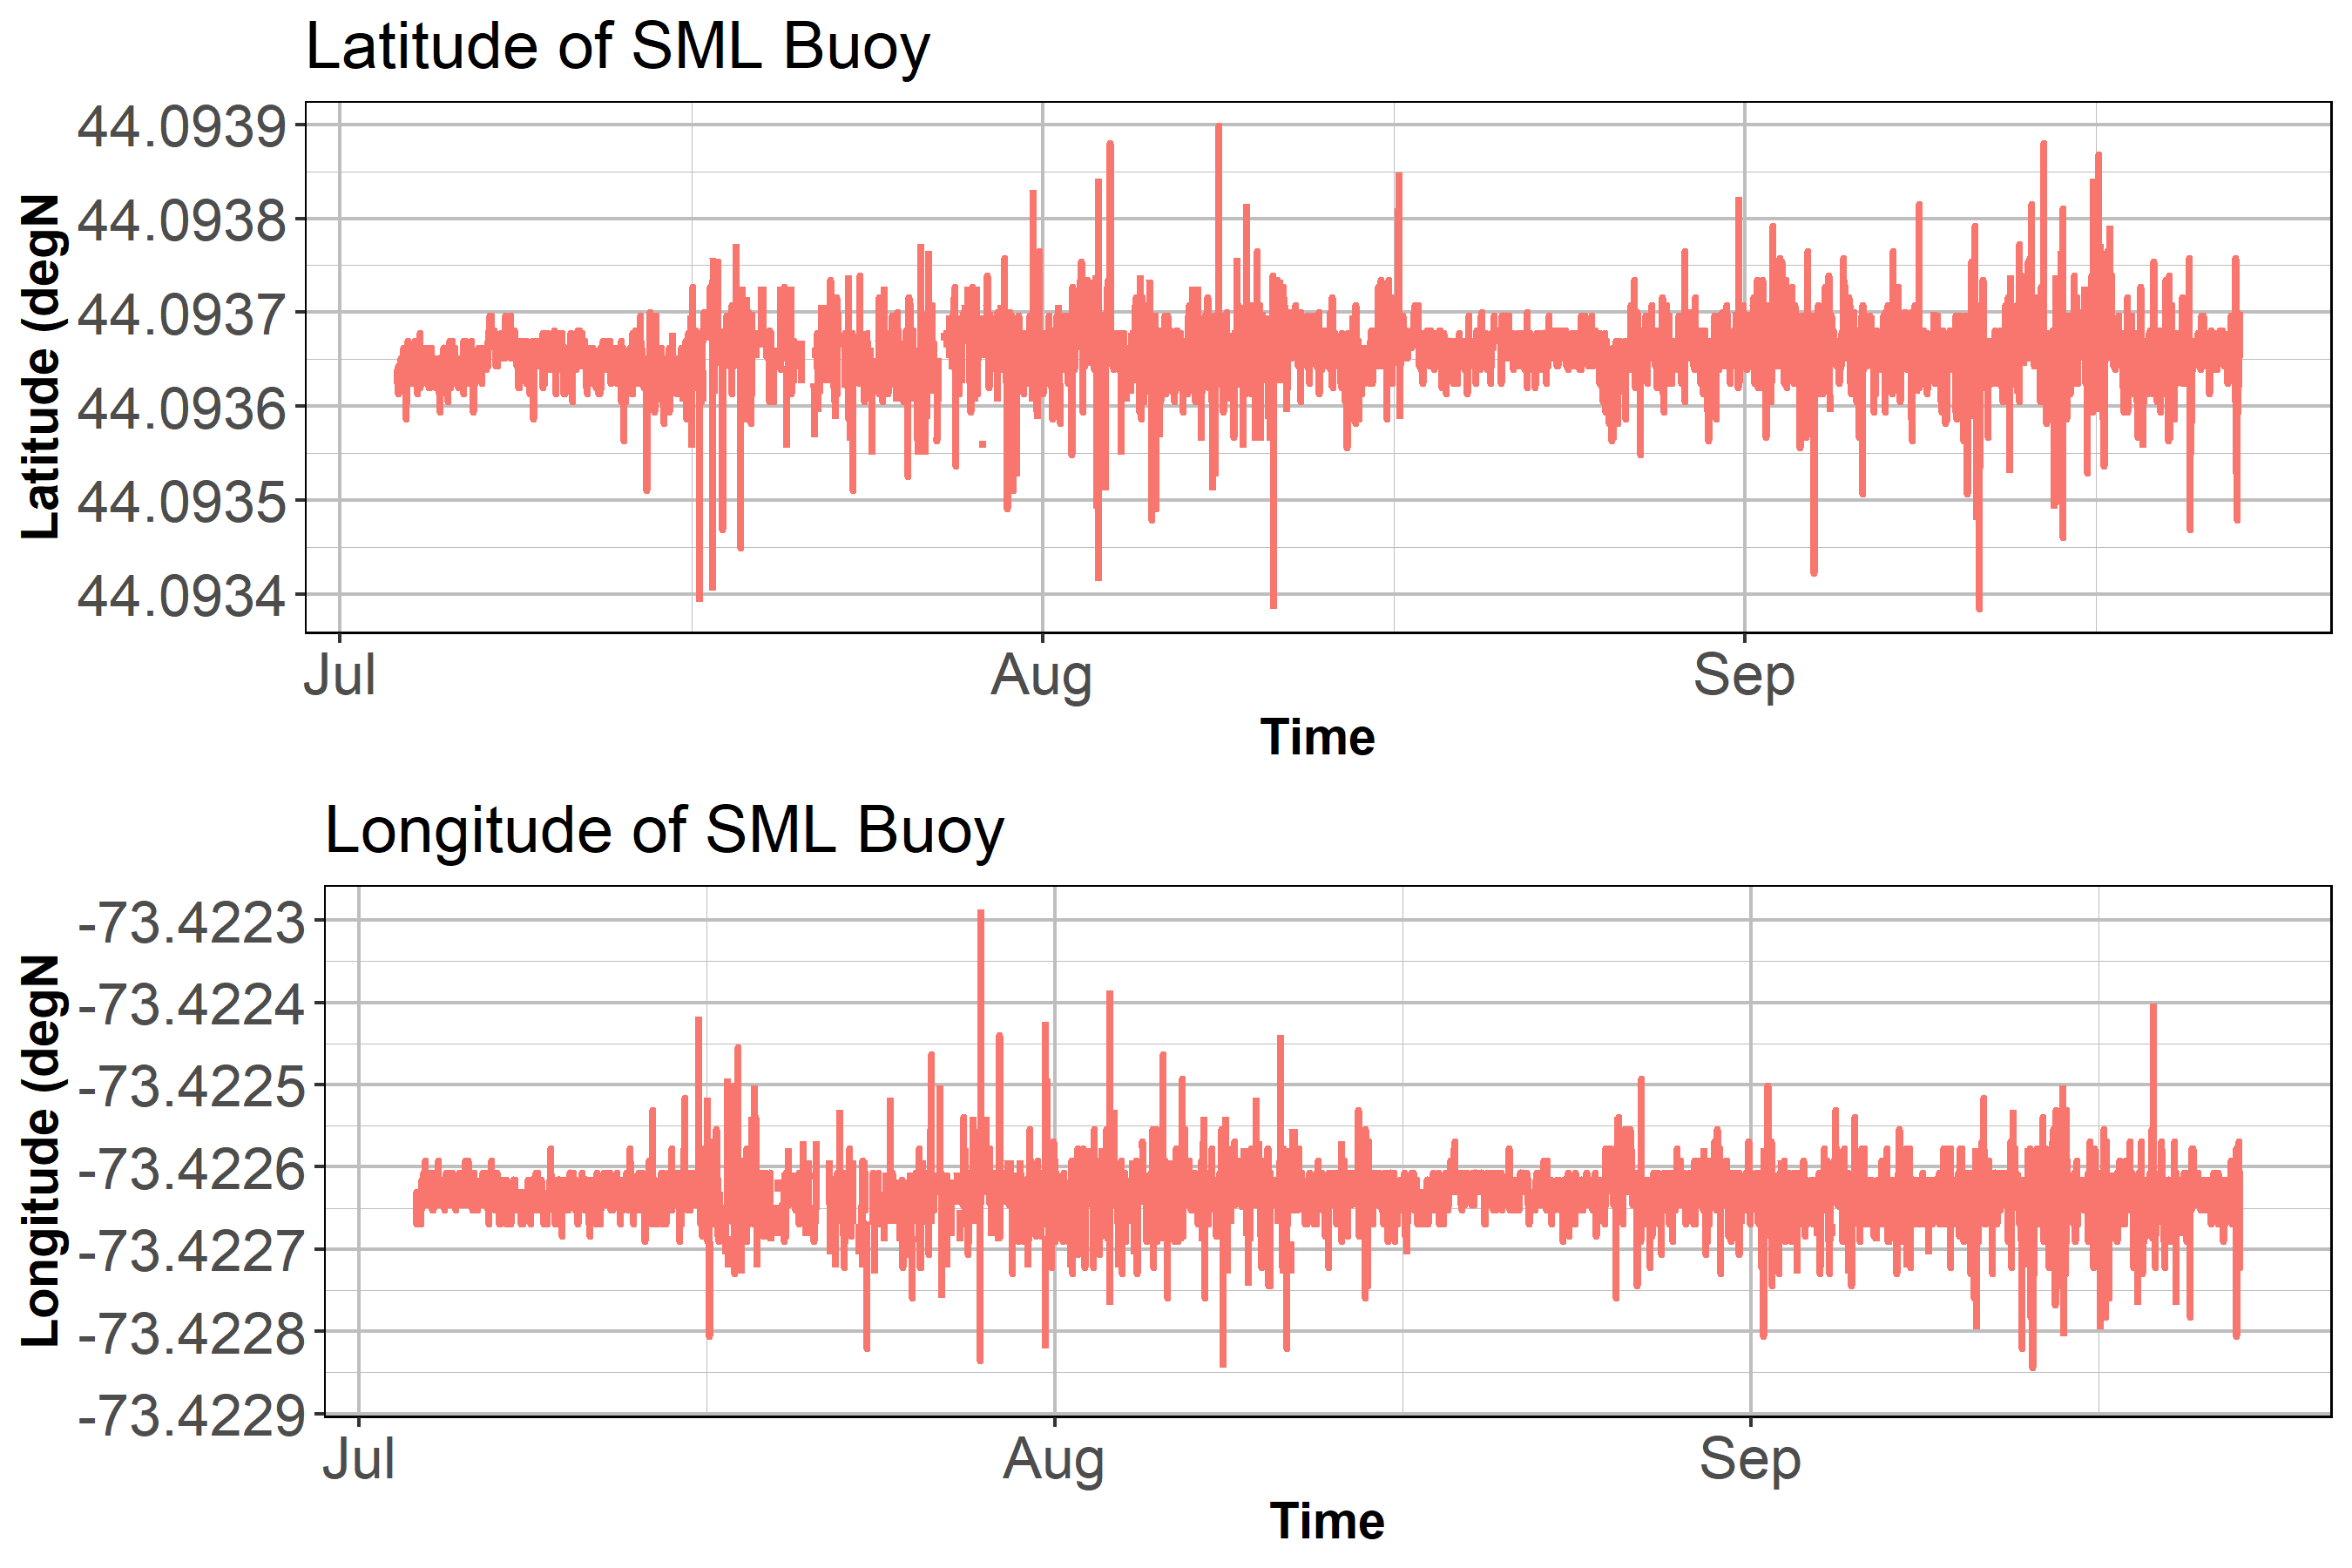 Latitude of SML Buoy
44.0939
44.0938
44.0937
44.0936
44.0935
44.0934
Latitude (degN
Jul Aug Sep
Time
Longitude of SML Buoy
-73.4223
-73.4224
-73.4225
-73.4226
-73.4227
-73.4228
-73.4229
Longitude (degN
Jul Aug Sep
Time